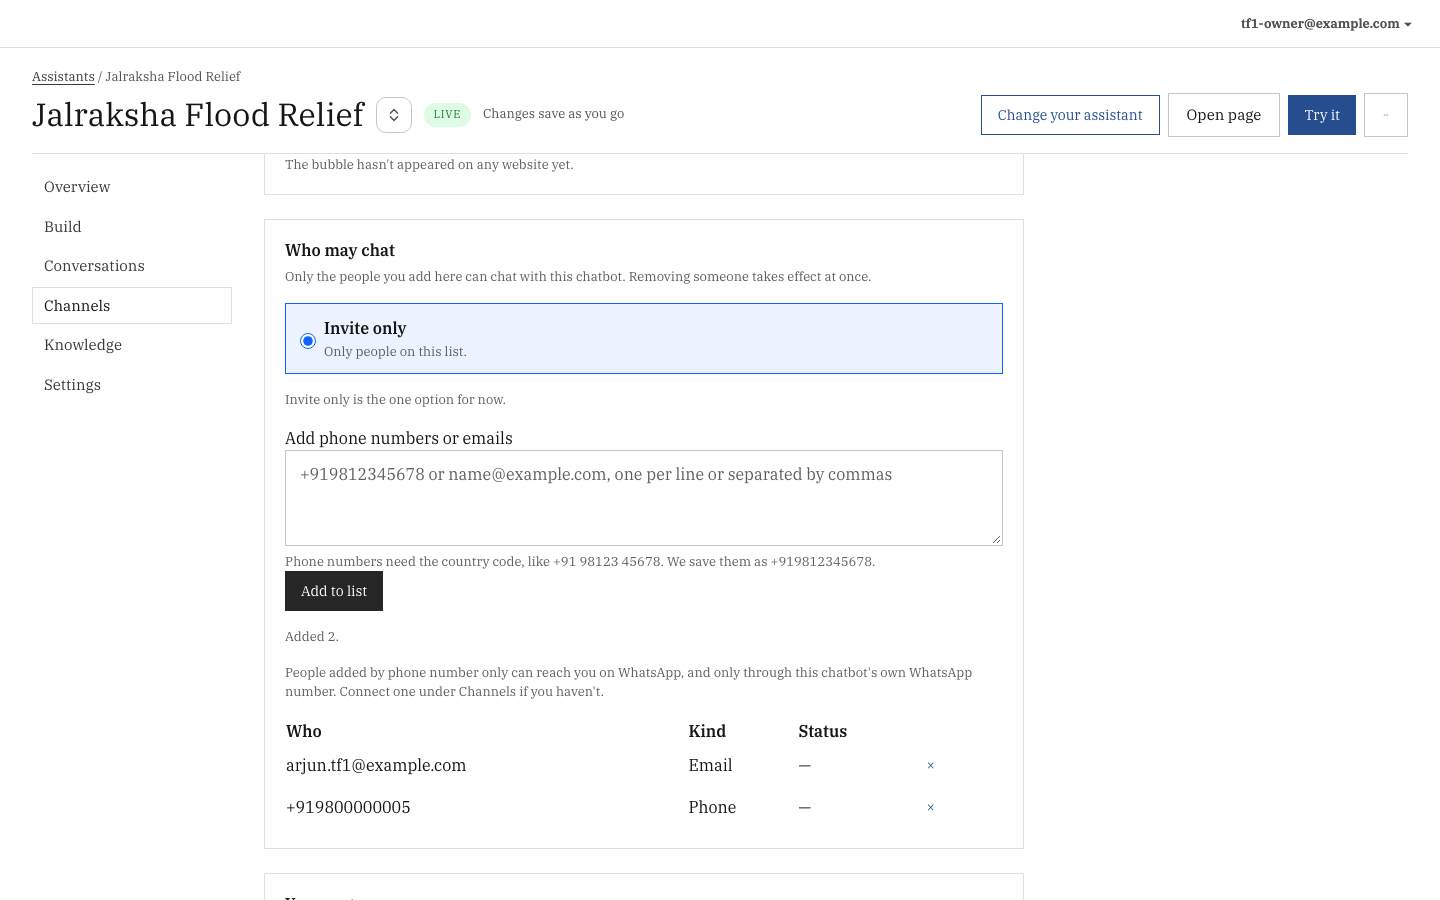 tf1-owner@example.com
Assistants / Jalraksha Flood Relief
Jalraksha Flood Relief
LIVE
Changes save as you go
Change your assistant
Open page
Try it
Overview
Build
Conversations
Channels
Knowledge
Settings
The bubble hasn't appeared on any website yet.
Who may chat
Only the people you add here can chat with this chatbot. Removing someone takes effect at once.
Invite only
Only people on this list.
Invite only is the one option for now.
Add phone numbers or emails
+919812345678 or name@example.com, one per line or separated by commas
Phone numbers need the country code, like +91 98123 45678. We save them as +919812345678.
Add to list
Added 2.
People added by phone number only can reach you on WhatsApp, and only through this chatbot's own WhatsApp
number. Connect one under Channels if you haven't.
Who Kind Status
arjun.tf1@example.com Email — ×
+919800000005 Phone — ×